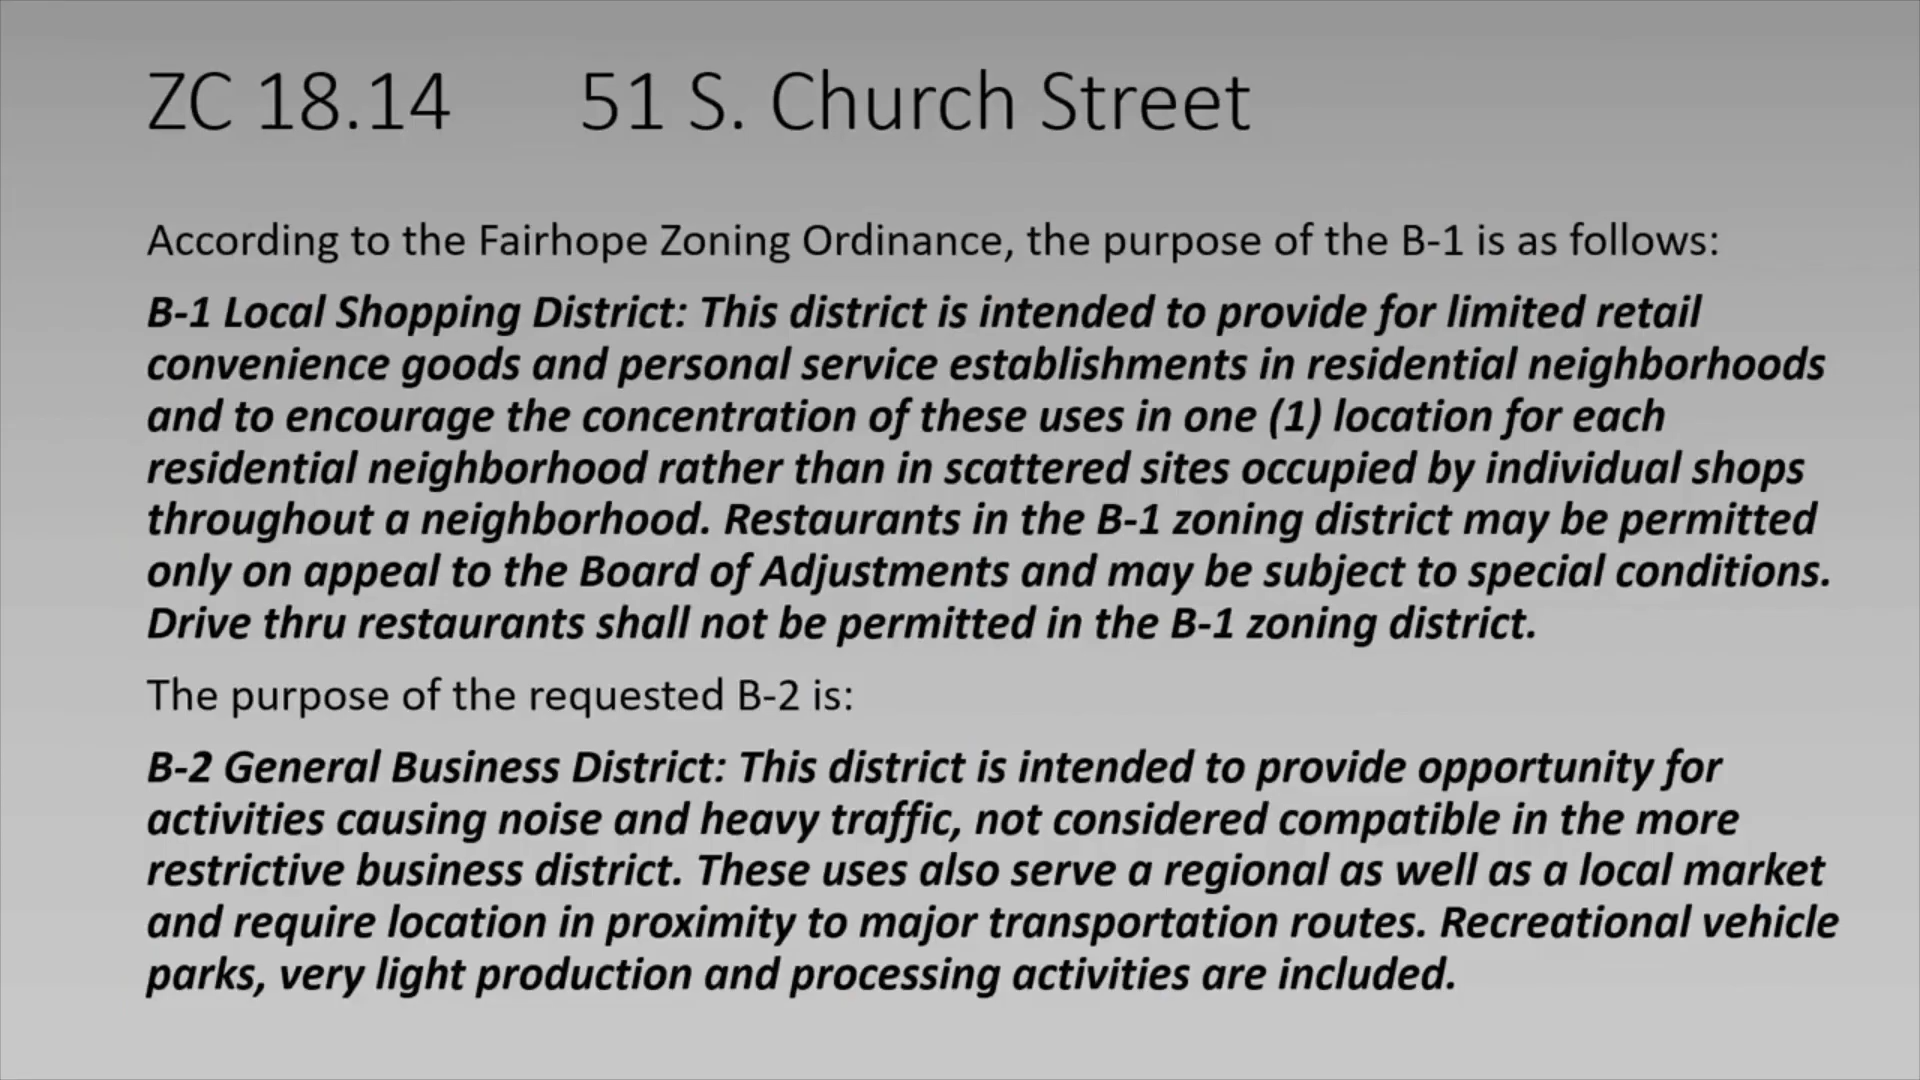 ZC 18.14 51 S. Church Street
According to the Fairhope Zoning Ordinance, the purpose of the B-1 is as follows:
B-1 Local Shopping District: This district is intended to provide for limited retail
convenience goods and personal service establishments in residential neighborhoods
and to encourage the concentration of these uses in one (1) location for each
residential neighborhood rather than in scattered sites occupied by individual shops
throughout a neighborhood. Restaurants in the B-1 zoning district may be permitted
only on appeal to the Board of Adjustments and may be subject to special conditions.
Drive thru restaurants shall not be permitted in the B-1 zoning district.
The purpose of the requested B-2 is:
B-2 General Business District: This district is intended to provide opportunity for
activities causing noise and heavy traffic, not considered compatible in the more
restrictive business district. These uses also serve a regional as well as a local market
and require location in proximity to major transportation routes. Recreational vehicle
parks, very light production and processing activities are included.